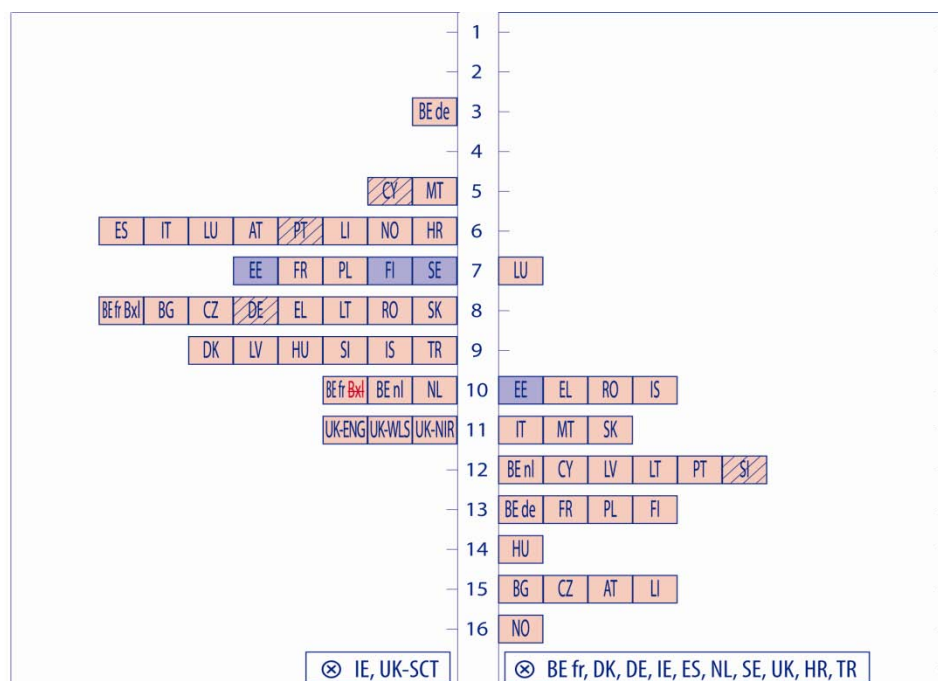 1
2
BE de 3
4
CY MT 5
ES IT LU AT PT LI NO HR 6
EE FR PL FI SE 7 LU
BE fr Bxl BG CZ DE EL LT RO SK 8
DK LV HU SI IS TR 9
BE fr Bxl BE nl NL 10 EE EL RO IS
UK-ENG UK-WLS UK-NIR 11 IT MT SK
12 BE nl CY LV LT PT SI
13 BE de FR PL FI
14 HU
15 BG CZ AT LI
16 NO
⊗ IE, UK-SCT ⊗ BE fr, DK, DE, IE, ES, NL, SE, UK, HR, TR